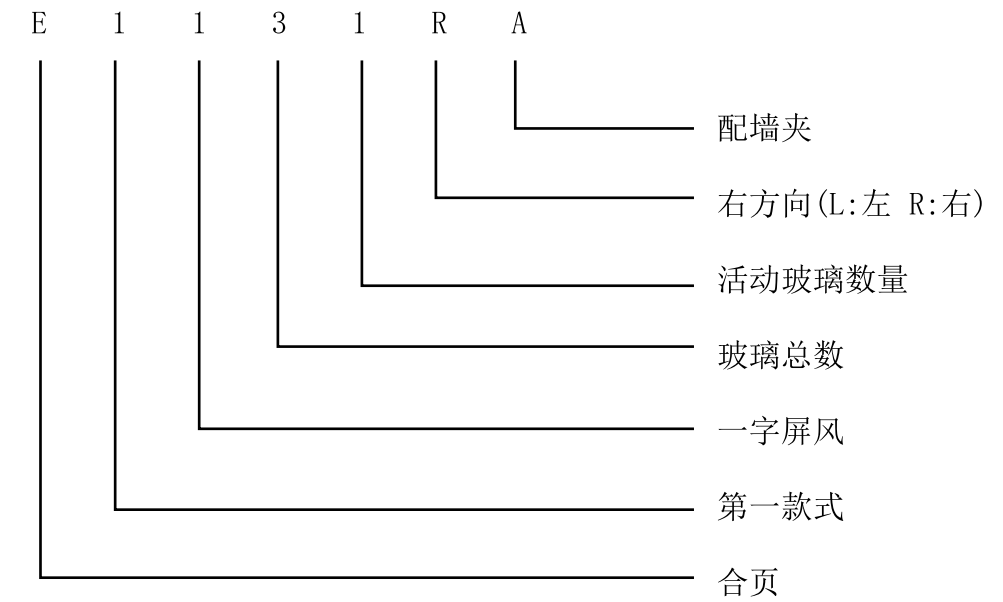 E 1 1 3 1 R A
配墙夹
右方向(L:左 R:右)
活动玻璃数量
玻璃总数
一字屏风
第一款式
合页